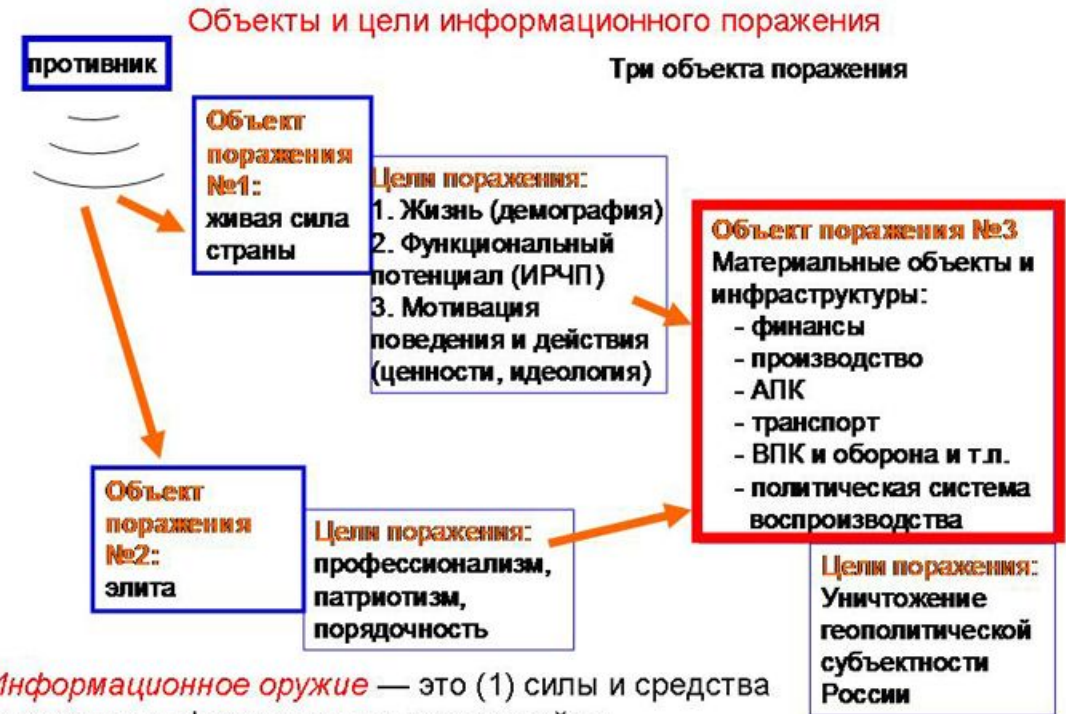 Объекты и цели информационного поражения
противник
Три объекта поражения
Объект
поражения
№1:
живая сила
страны
Цели поражения:
1. Жизнь (демография)
2. Функциональный
потенциал (ИРЧП)
3. Мотивация
поведения и действия
(ценности, идеология)
Объект поражения №3
Материальные объекты и
инфраструктуры:
- финансы
- производство
- АПК
- транспорт
- ВПК и оборона и т.п.
- политическая система
воспроизводства
Объект
поражения
№2:
элита
Цели поражения:
профессионализм,
патриотизм,
порядочность
Цели поражения:
Уничтожение
геополитической
субъектности
России
Информационное оружие — это (1) силы и средства